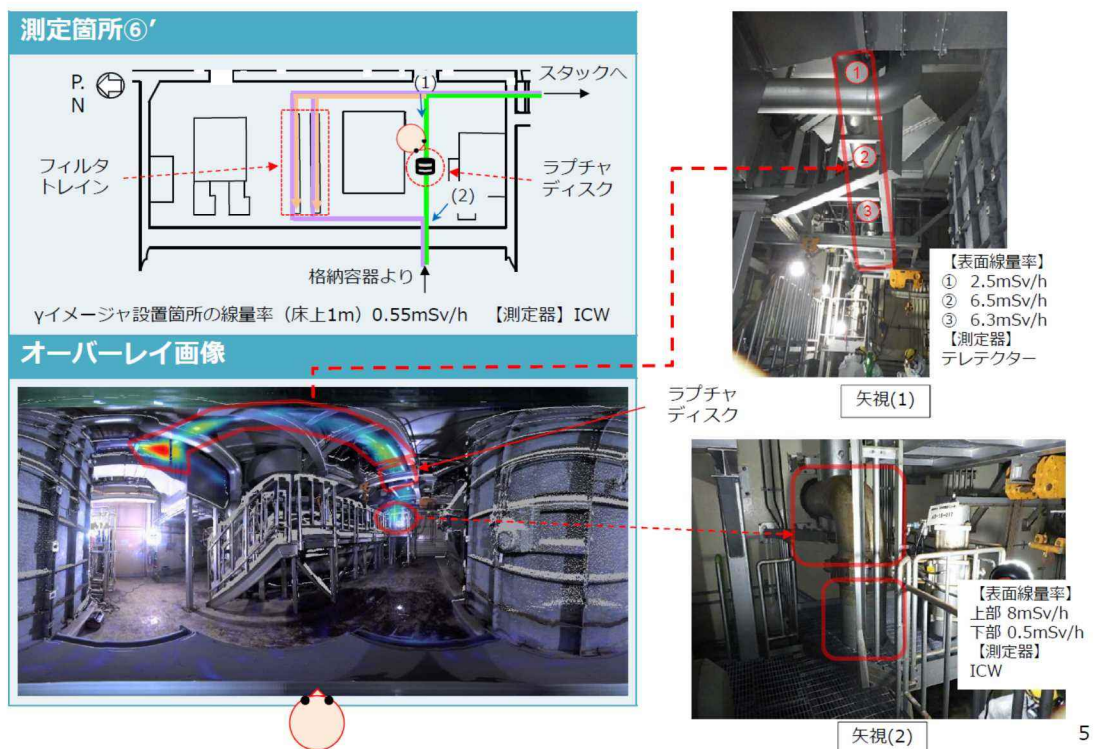 測定箇所⑥’
P.
N
(1)
スタックへ
フィルタ
トレイン
ラプチャ
ディスク
(2)
格納容器より
γイメージャ設置箇所の線量率（床上1m）0.55mSv/h 【測定器】ICW
オーバーレイ画像
ラプチャ
ディスク
①
②
③
【表面線量率】
① 2.5mSv/h
② 6.5mSv/h
③ 6.3mSv/h
【測定器】
テレテクター
矢視(1)
【表面線量率】
上部 8mSv/h
下部 0.5mSv/h
【測定器】
ICW
矢視(2)
5